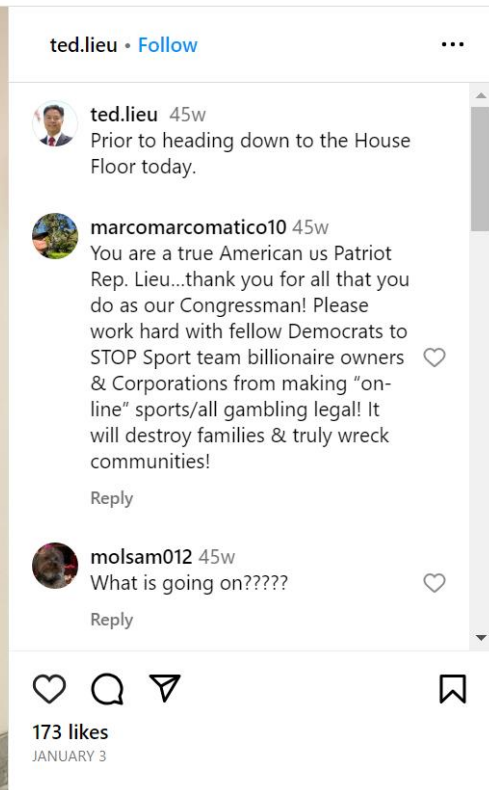 ted.lieu • Follow
ted.lieu 45w
Prior to heading down to the House
Floor today.
marcomarcomatico10 45w
You are a true American us Patriot
Rep. Lieu...thank you for all that you
do as our Congressman! Please
work hard with fellow Democrats to
STOP Sport team billionaire owners
& Corporations from making “on-
line” sports/all gambling legal! It
will destroy families & truly wreck
communities!
Reply
molsam012 45w
What is going on?????
Reply
173 likes
JANUARY 3